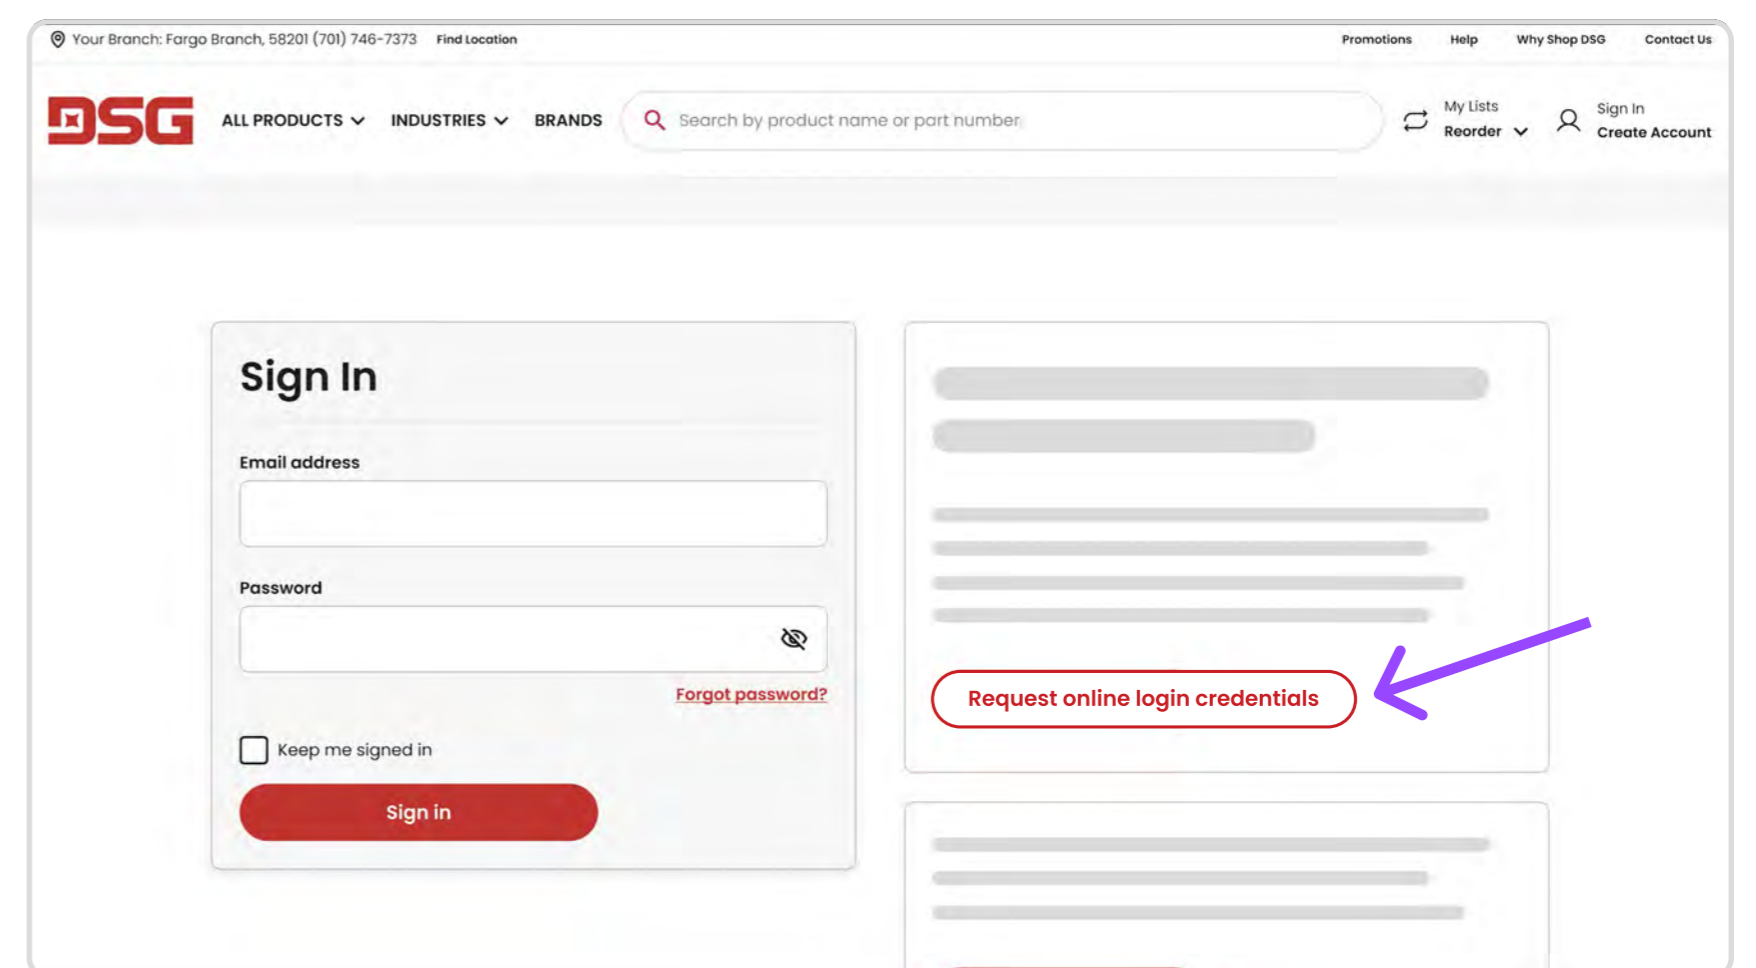 Your Branch: Fargo Branch, 58201 (701) 746-7373 Find Location Promotions Help Why Shop DSG Contact Us
DSG ALL PRODUCTS INDUSTRIES BRANDS Search by product name or part number
My Lists
Reorder
Sign In
Create Account
Sign In
Email address
Password
Forgot password?
Keep me signed in
Sign in
Request online login credentials